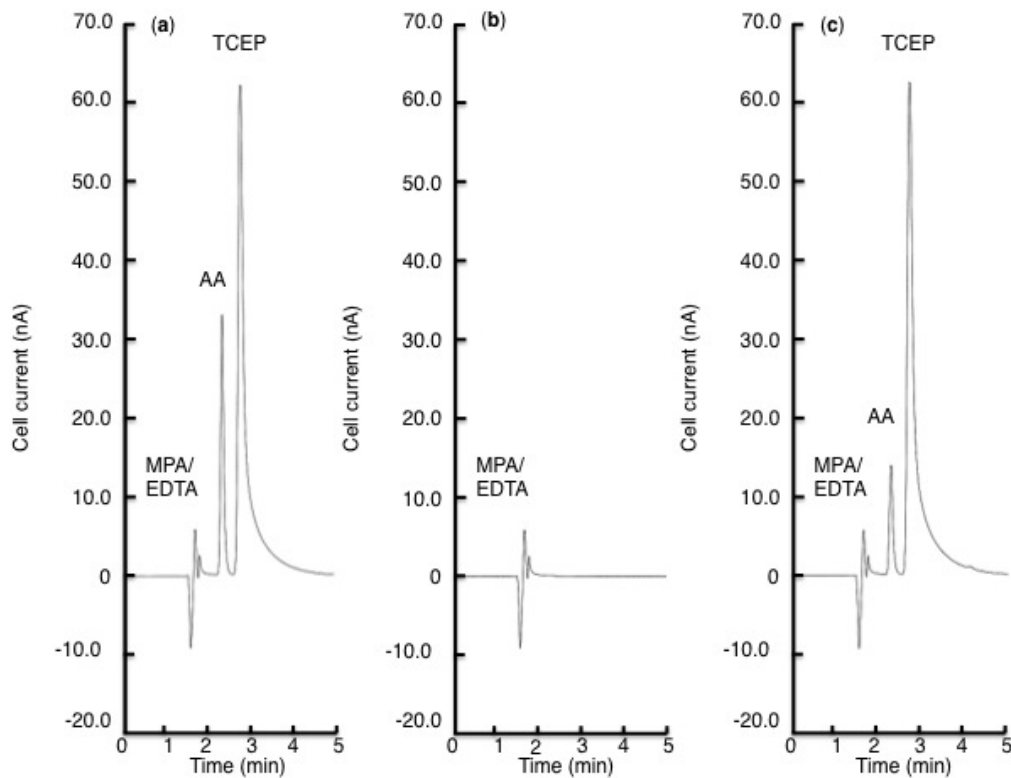 (a)
TCEP
AA
MPA/
EDTA
70.0
60.0
50.0
40.0
30.0
20.0
10.0
0
-10.0
-20.0
Cell current (nA)
0 1 2 3 4 5
Time (min)
(b)
MPA/
EDTA
70.0
60.0
50.0
40.0
30.0
20.0
10.0
0
-10.0
-20.0
Cell current (nA)
0 1 2 3 4 5
Time (min)
(c)
TCEP
AA
MPA/
EDTA
70.0
60.0
50.0
40.0
30.0
20.0
10.0
0
-10.0
-20.0
Cell current (nA)
0 1 2 3 4 5
Time (min)